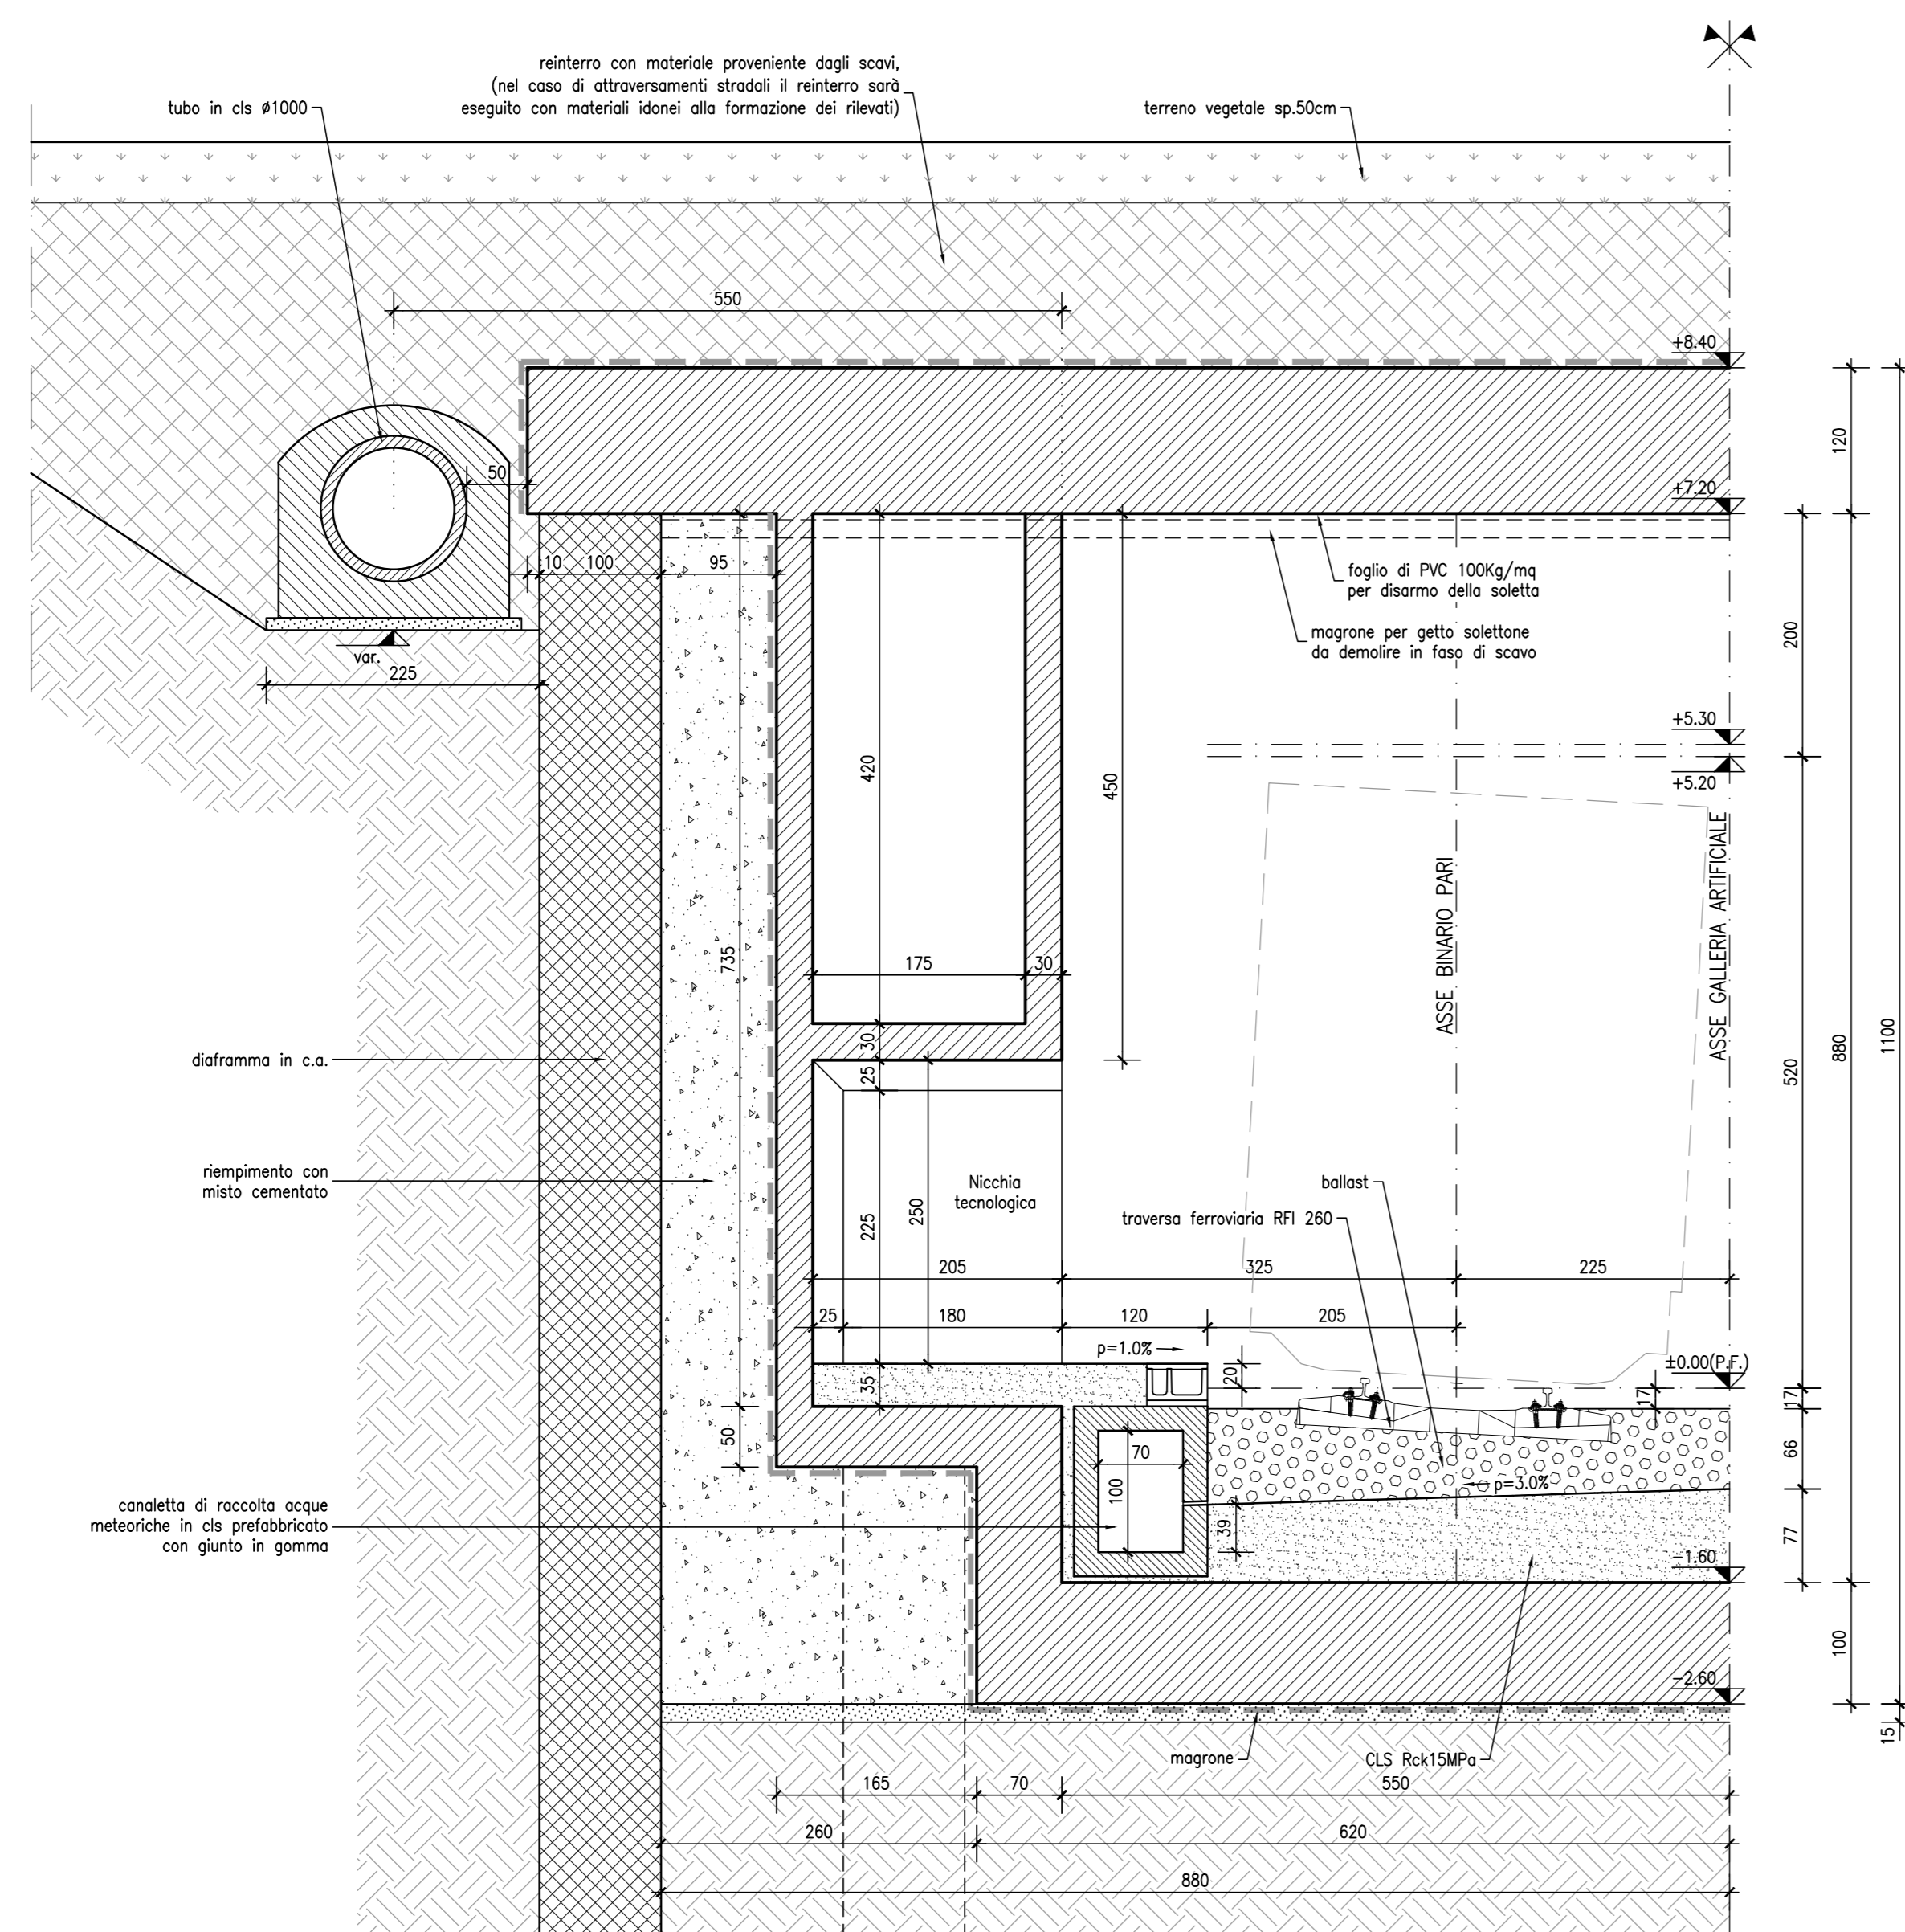 reinterro con materiale proveniente dagli scavi,
(nel caso di attraversamenti stradali il reinterro sarà
eseguito con materiali idonei alla formazione dei rilevati)
tubo in cls ø1000
terreno vegetale sp.50cm
550
+8.40
120
50
+7.20
10 100 95
foglio di PVC 100Kg/mq
per disarmo della soletta
magrone per getto solettone
da demolire in faso di scavo
200
var.
225
+5.30
+5.20
420
450
735
175 30
ASSE BINARIO PARI
ASSE GALLERIA ARTIFICIALE
520
880
1100
diaframma in c.a.
30
25
riempimento con
misto cementato
Nicchia
tecnologica
ballast
traversa ferroviaria RFI 260
225
250
205 325 225
25 180 120 205
p=1.0%
±0.00(P.F.)
35
20
17
17
50
70
66
100
p=3.0%
canaletta di raccolta acque
meteoriche in cls prefabbricato
con giunto in gomma
39
77
-1.60
100
-2.60
15
magrone
CLS Rck15MPa
165 70 550
260 620
880